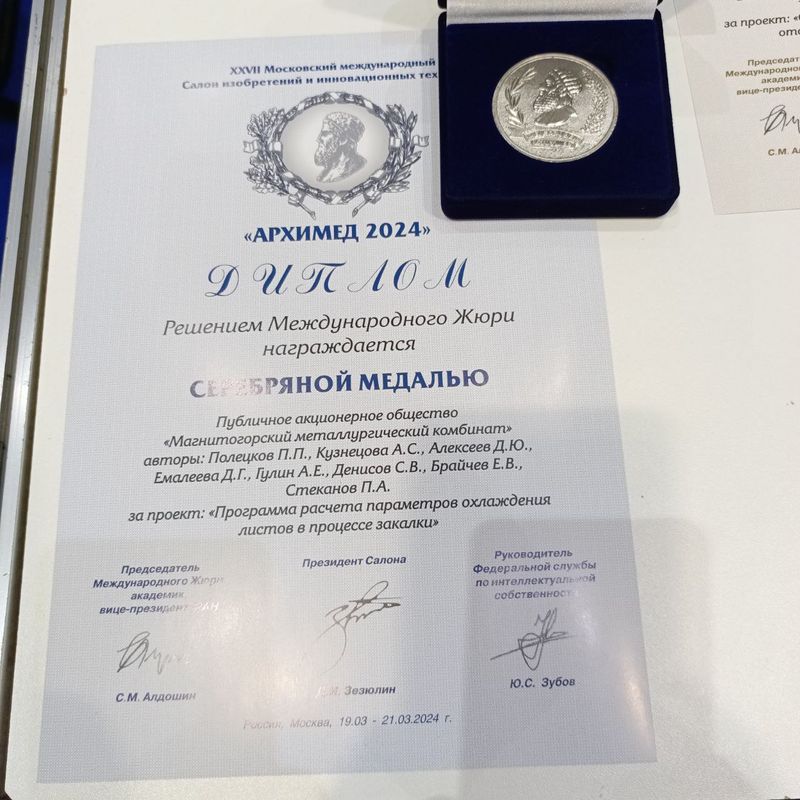 XXVII Московский международный
Салон изобретений и инновационных тех
«АРХИМЕД 2024»
ДИПЛОМ
Решением Международного Жюри
награждается
СЕРЕБРЯНОЙ МЕДАЛЬЮ
Публичное акционерное общество
«Магнитогорский металлургический комбинат»
авторы: Полецков П.П., Кузнецова А.С., Алексеев Д.Ю.,
Емалеева Д.Г., Гулин А.Е., Денисов С.В., Брайчев Е.В.,
Стеканов П.А.
за проект: «Программа расчета параметров охлаждения
листов в процессе закалки»
Председатель
Международного Жюри
академик
вице-президент РАН
С.М. Алдошин
Президент Салона
Д.И. Зезюлин
Руководитель
Федеральной службы
по интеллектуальной
собственности
Ю.С. Зубов
Россия, Москва, 19.03 - 21.03.2024 г.
за проект:
Председат
Международно
академи
вице-президе
С.М. Ал